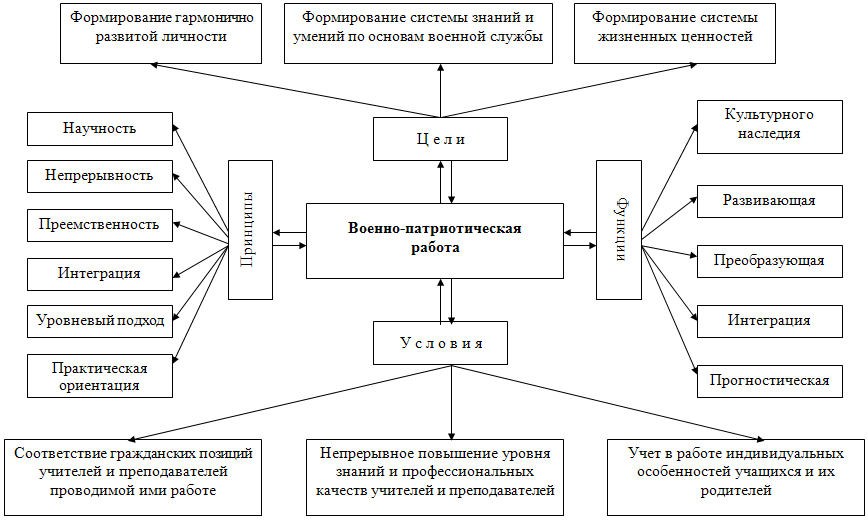 Формирование гармонично
развитой личности
Формирование системы знаний и
умений по основам военной службы
Формирование системы
жизненных ценностей
Ц е л и
Научность
Непрерывность
Преемственность
Интеграция
Уровневый подход
Практическая
ориентация
Принципы
Военно-патриотическая
работа
Функции
Культурного
наследия
Развивающая
Преобразующая
Интеграция
Прогностическая
У с л о в и я
Соответствие гражданских позиций
учителей и преподавателей
проводимой ими работе
Непрерывное повышение уровня
знаний и профессиональных
качеств учителей и преподавателей
Учет в работе индивидуальных
особенностей учащихся и их
родителей